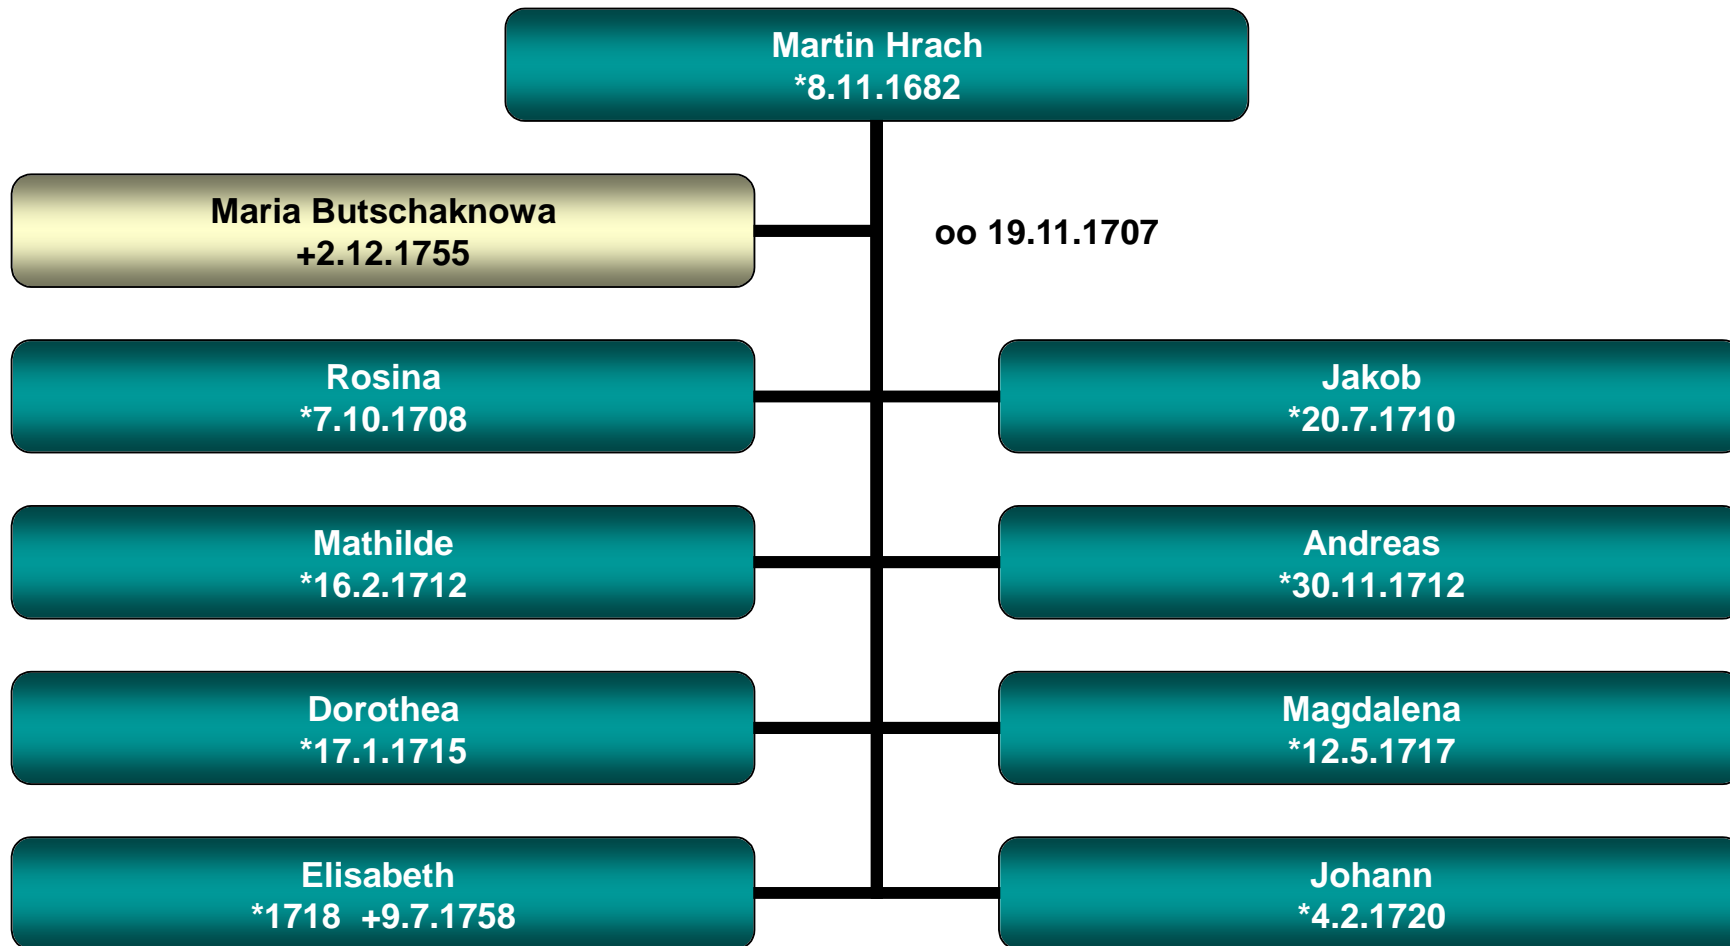 Martin Hrach
*8.11.1682
Maria Butschaknowa
+2.12.1755
oo 19.11.1707
Rosina
*7.10.1708
Jakob
*20.7.1710
Mathilde
*16.2.1712
Andreas
*30.11.1712
Dorothea
*17.1.1715
Magdalena
*12.5.1717
Elisabeth
*1718  +9.7.1758
Johann
*4.2.1720